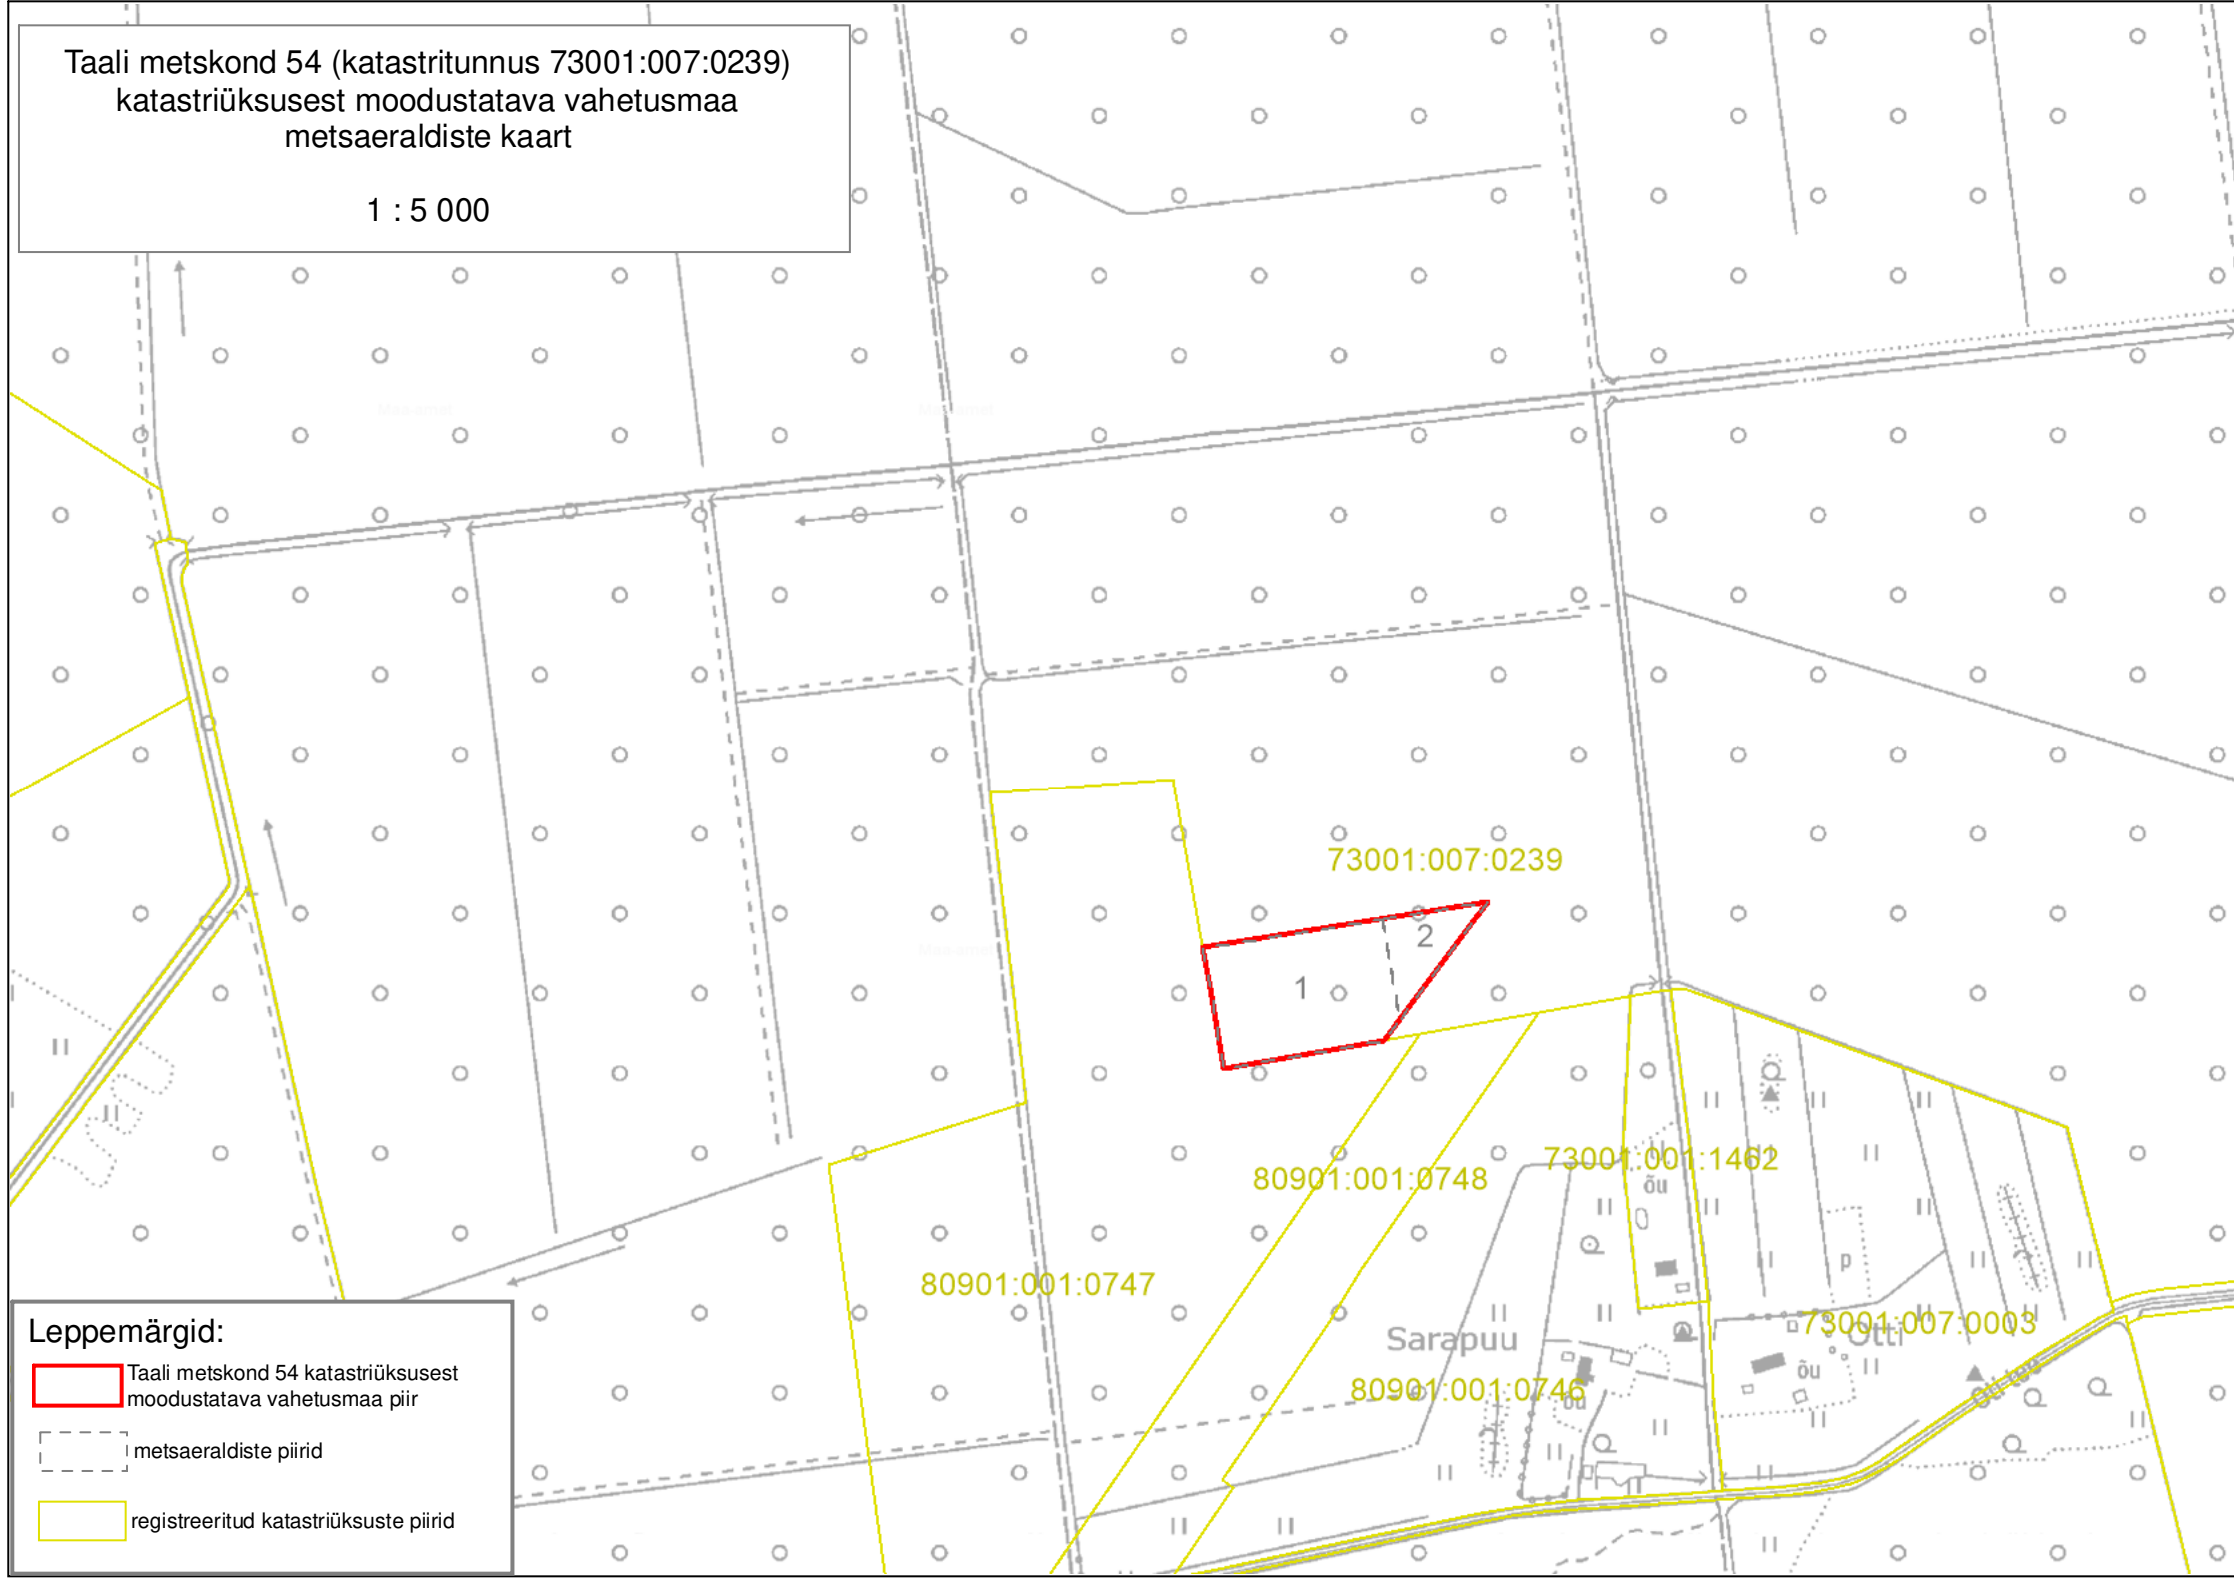 Taali metskond 54 (katastritunnus 73001:007:0239)
katastriüksusest moodustatava vahetusmaa
metsaeraldiste kaart
1 : 5 000
73001:007:0239
2
1
73001:001:1462
80901:001:0748
õu
p
80901:001:0747
73001:007:0003
Otti
Sarapuu
õu
80901:001:0746
õu
Leppemärgid:
Taali metskond 54 katastriüksusest
moodustatava vahetusmaa piir
metsaeraldiste piirid
registreeritud katastriüksuste piirid